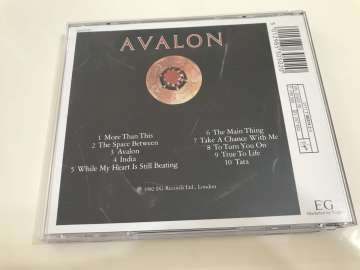 AVALON
1 More Than This
2 The Space Between
3 Avalon
4 India
5 While My Heart Is Still Beating
6 The Main Thing
7 Take A Chance With Me
8 To Turn You On
9 True To Life
10 Tara
℗ 1982 EG Records Ltd., London
EG